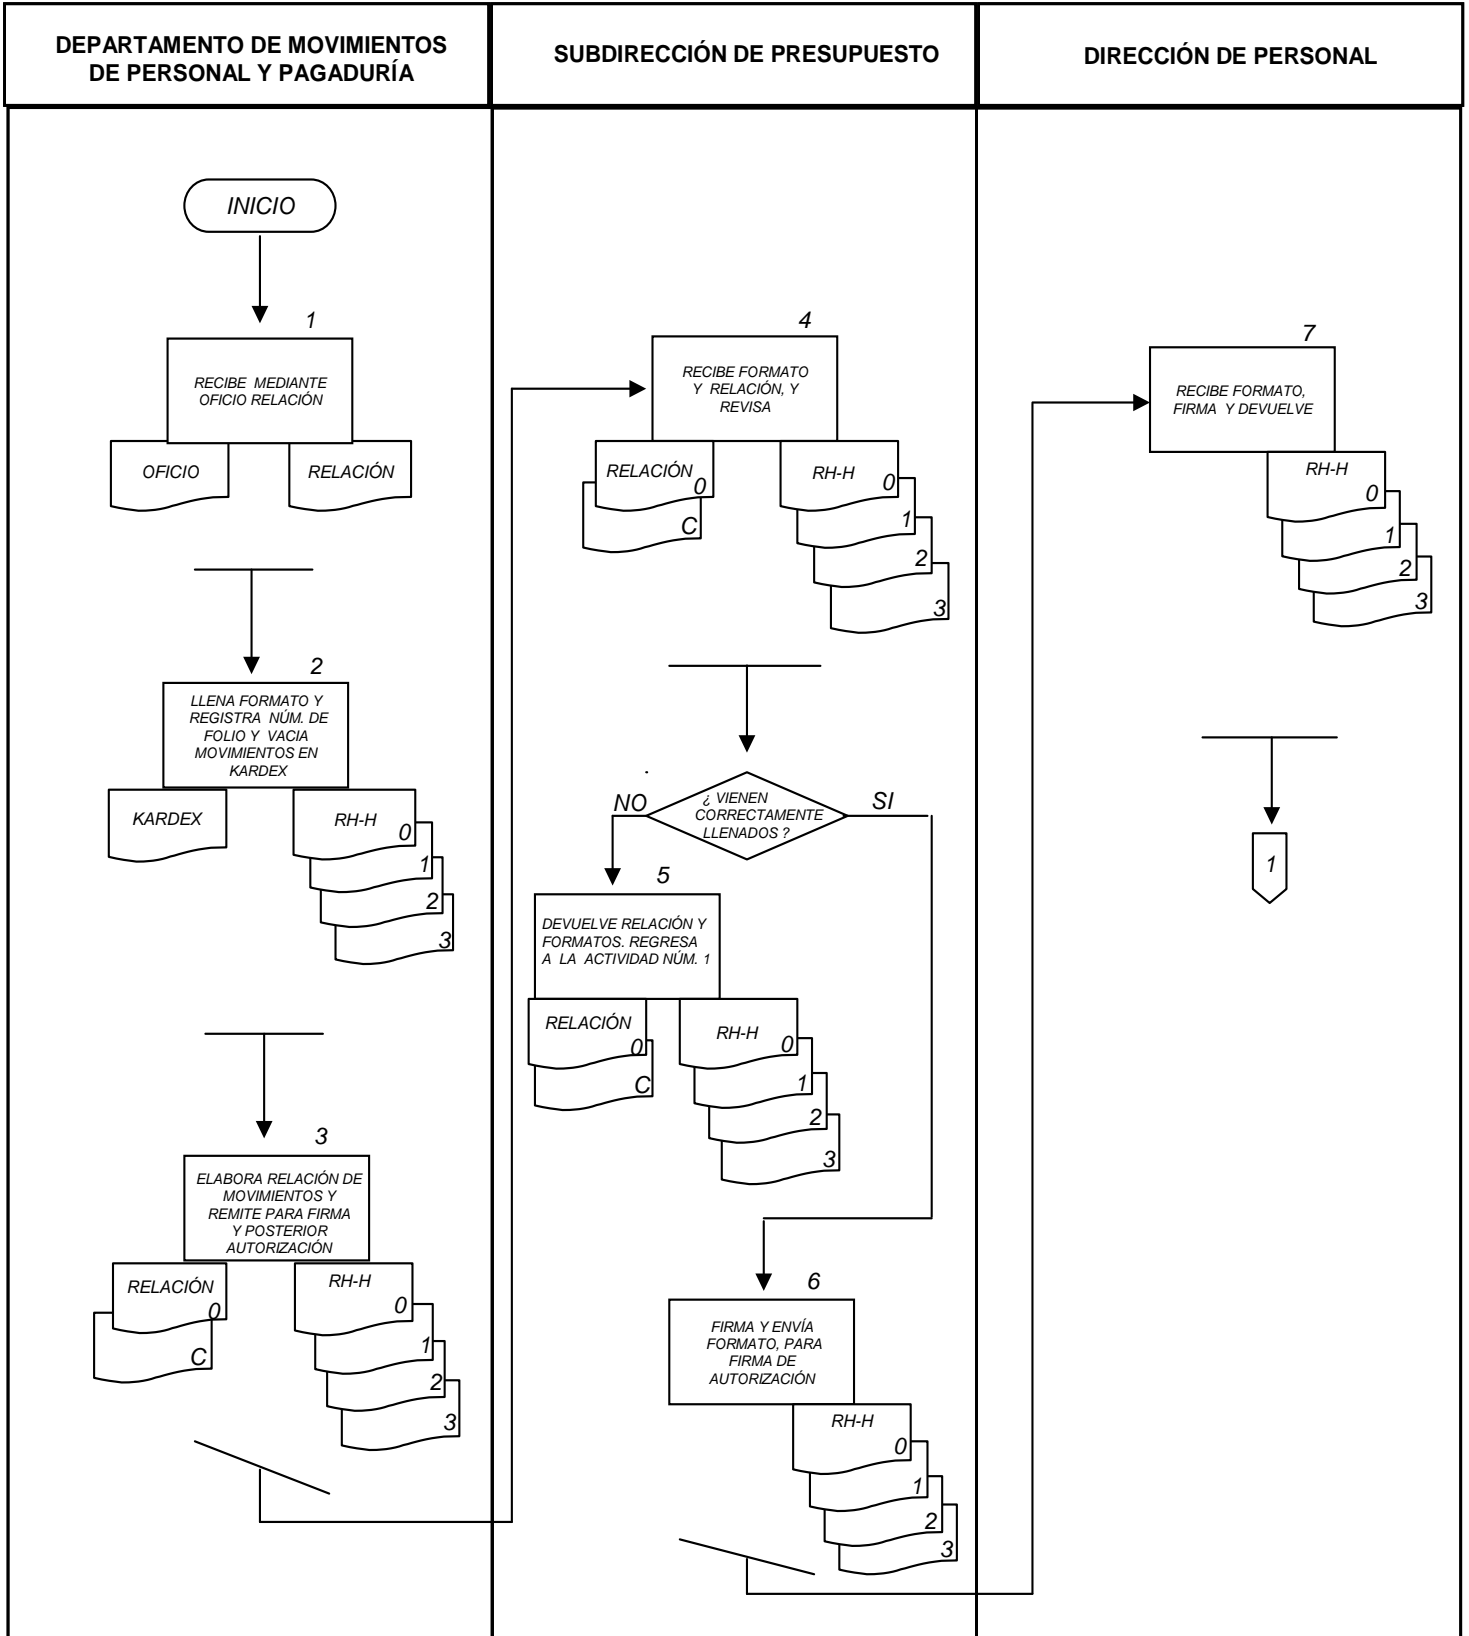 DEPARTAMENTO DE MOVIMIENTOS
DE PERSONAL Y PAGADURÍA
SUBDIRECCIÓN DE PRESUPUESTO
DIRECCIÓN DE PERSONAL
INICIO
1
RECIBE MEDIANTE
OFICIO RELACIÓN
OFICIO
RELACIÓN
2
LLENA FORMATO Y
REGISTRA NÚM. DE
FOLIO Y VACIA
MOVIMIENTOS EN
KARDEX
KARDEX
RH-H
0
1
2
3
3
ELABORA RELACIÓN DE
MOVIMIENTOS Y
REMITE PARA FIRMA
Y POSTERIOR
AUTORIZACIÓN
RELACIÓN
0
C
RH-H
0
1
2
3
4
RECIBE FORMATO
Y RELACIÓN, Y
REVISA
RELACIÓN
0
C
RH-H
0
1
2
3
¿ VIENEN
CORRECTAMENTE
LLENADOS ?
NO
SI
5
DEVUELVE RELACIÓN Y
FORMATOS. REGRESA
A LA ACTIVIDAD NÚM. 1
RELACIÓN
0
C
RH-H
0
1
2
3
6
FIRMA Y ENVÍA
FORMATO, PARA
FIRMA DE
AUTORIZACIÓN
RH-H
0
1
2
3
7
RECIBE FORMATO,
FIRMA Y DEVUELVE
RH-H
0
1
2
3
1